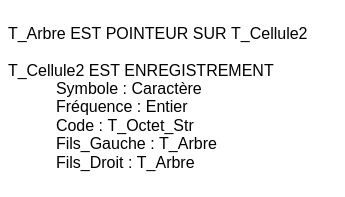 T_Arbre EST POINTEUR SUR T_Cellule2
T_Cellule2 EST ENREGISTREMENT
Symbole : Caractère
Fréquence : Entier
Code : T_Octet_Str
Fils_Gauche : T_Arbre
Fils_Droit : T_Arbre